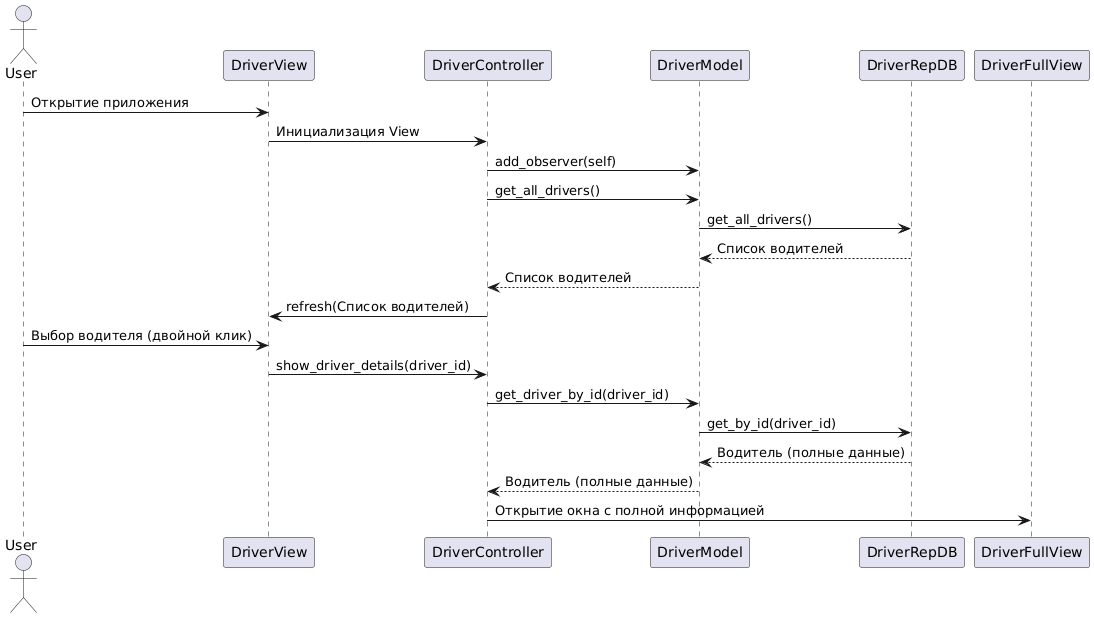 User
DriverView
DriverController
DriverModel
DriverRepDB
DriverFullView
Открытие приложения
Инициализация View
add_observer(self)
get_all_drivers()
get_all_drivers()
Список водителей
Список водителей
refresh(Список водителей)
Выбор водителя (двойной клик)
show_driver_details(driver_id)
get_driver_by_id(driver_id)
get_by_id(driver_id)
Водитель (полные данные)
Водитель (полные данные)
Открытие окна с полной информацией
User
DriverView
DriverController
DriverModel
DriverRepDB
DriverFullView